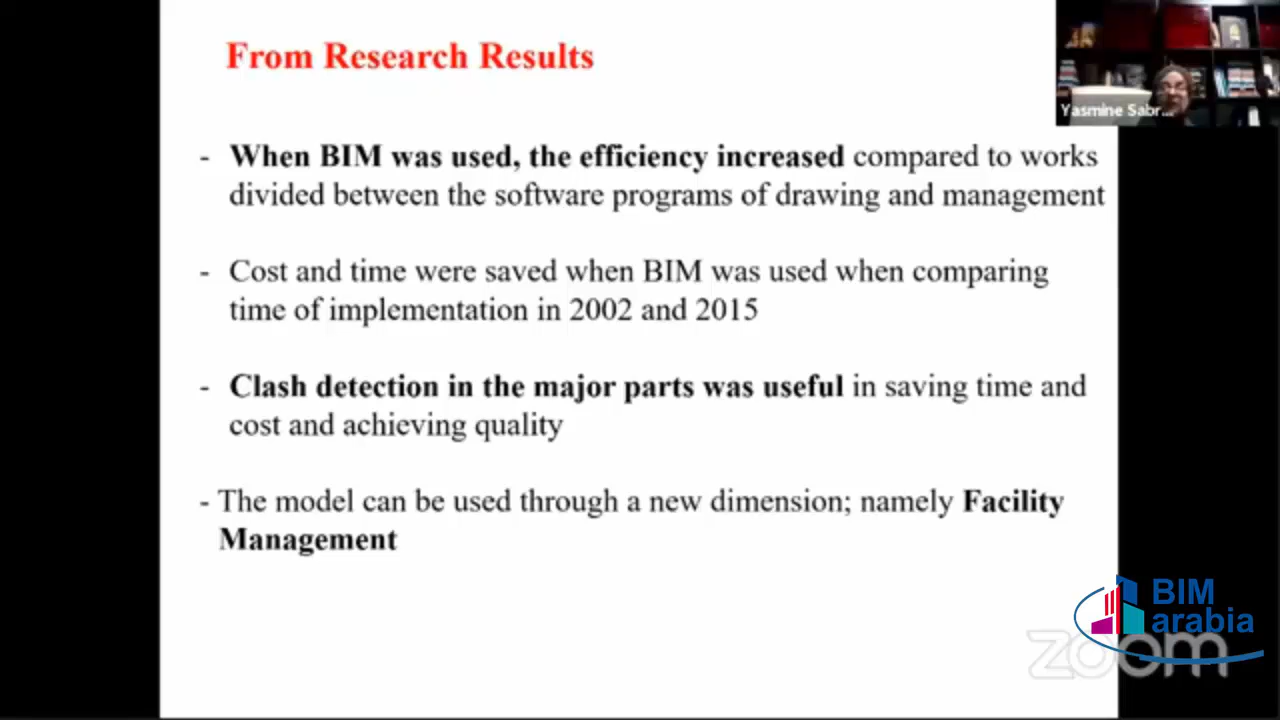 From Research Results
Yasmine Sabr...
- When BIM was used, the efficiency increased compared to works
divided between the software programs of drawing and management
- Cost and time were saved when BIM was used when comparing
time of implementation in 2002 and 2015
- Clash detection in the major parts was useful in saving time and
cost and achieving quality
- The model can be used through a new dimension; namely Facility
Management
BIM
arabia
zoom